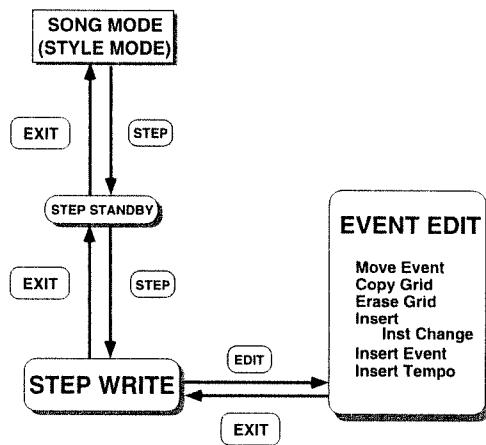 SONG MODE
(STYLE MODE)
EXIT
STEP
STEP STANDBY
EXIT
STEP
STEP WRITE
EDIT
EXIT
EVENT EDIT
Move Event
Copy Grid
Erase Grid
Insert
Inst Change
Insert Event
Insert Tempo